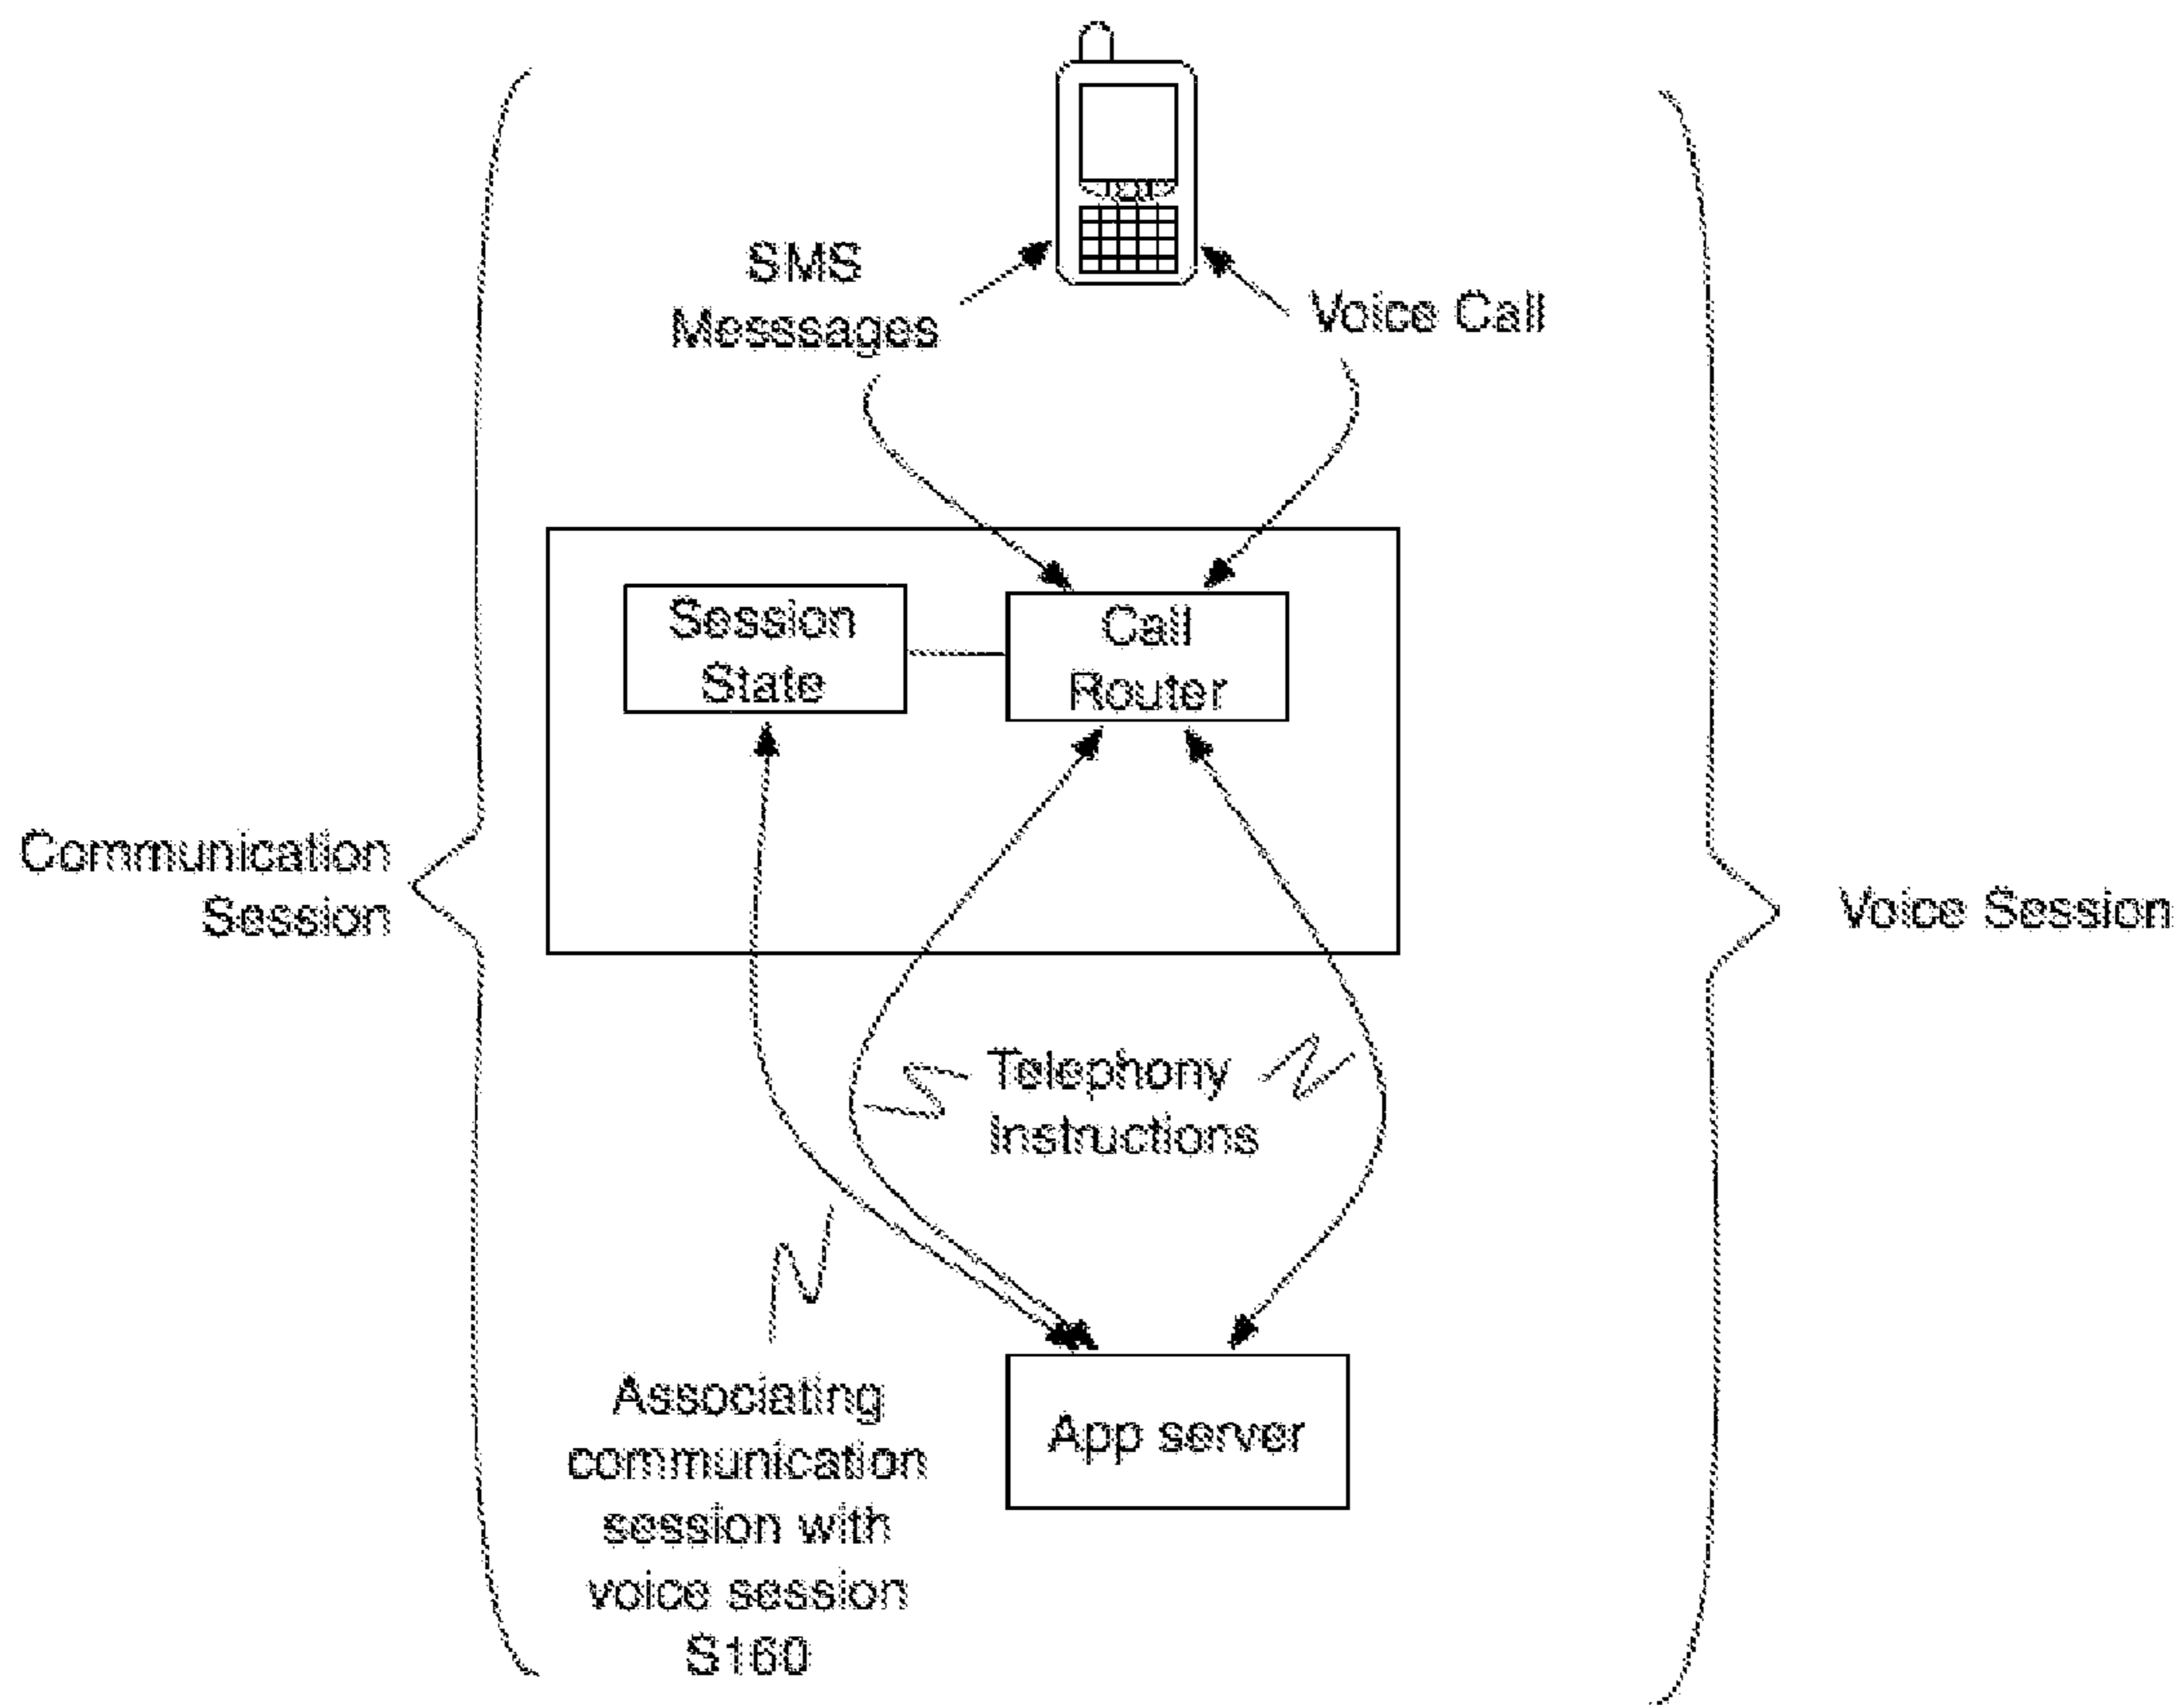 SMS
Messsages
Voice Call
Session
State
Call
Router
Communication
Session
Voice Session
Telephony
Instructions
Associating
communication
session with
voice session
S160
App server